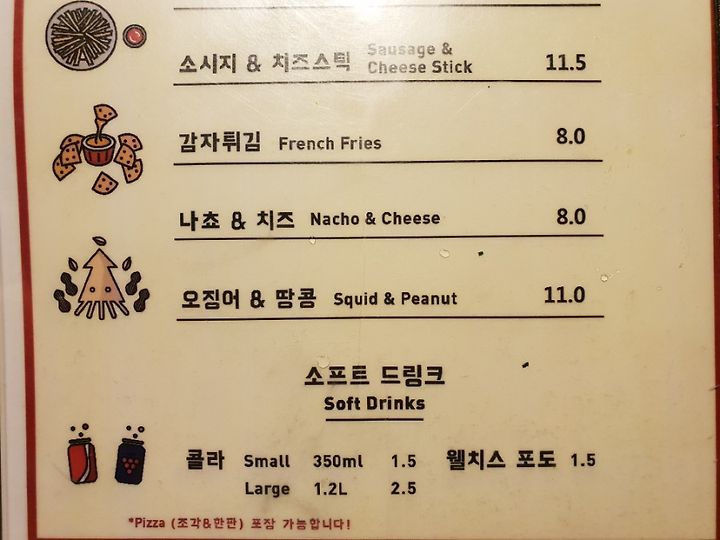 소시지 & 치즈스틱 Sausage & Cheese Stick 11.5
감자튀김 French Fries 8.0
나쵸 & 치즈 Nacho & Cheese 8.0
오징어 & 땅콩 Squid & Peanut 11.0
소프트 드링크
Soft Drinks
콜라 Small 350ml 1.5 웰치스 포도 1.5
Large 1.2L 2.5
*Pizza (조각&한판) 포장 가능합니다!